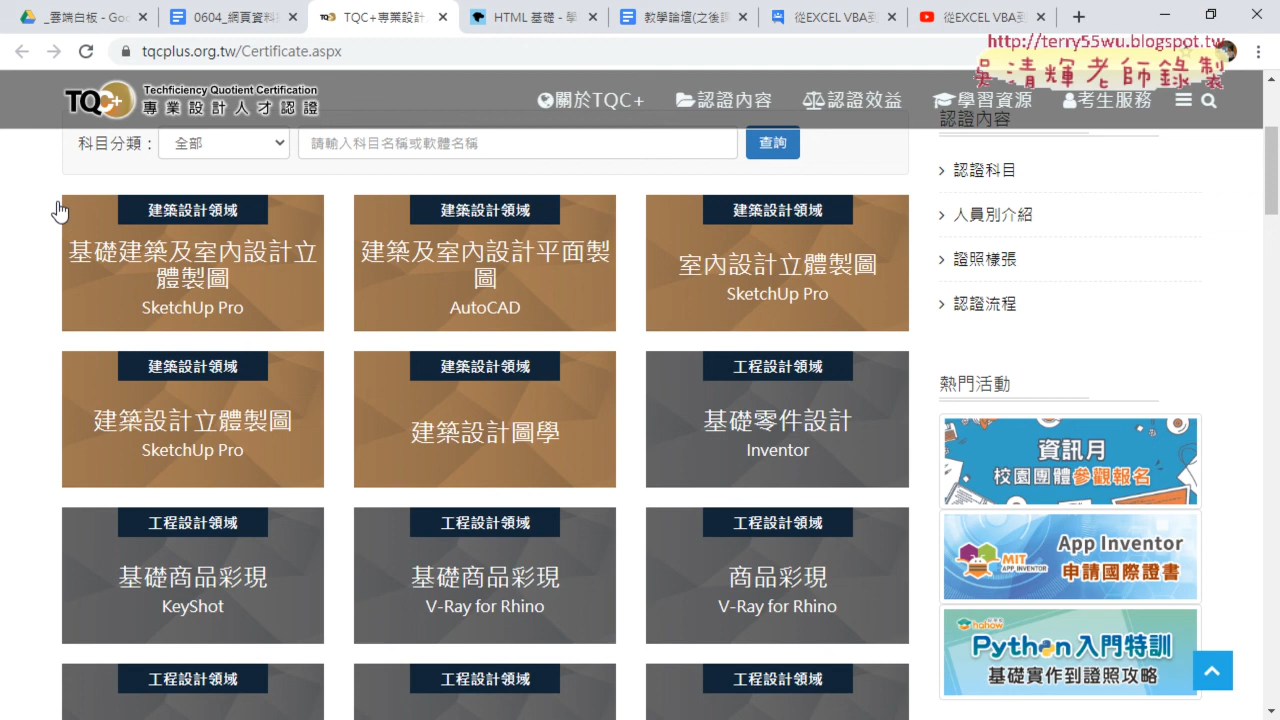 _雲端白板 - Goo
0604_網頁資料
TQC+專業設計
HTML 基礎 - 學
教學論壇(之後課
從EXCEL VBA到
從EXCEL VBA到
tqcplus.org.tw/Certificate.aspx
http://terry55wu.blogspot.tw
吳清輝老師錄製
TQC+
Techficiency Quotient Certification
專業設計人才認證
關於TQC+
認證內容
認證效益
學習資源
考生服務
科目分類：
全部
請輸入科目名稱或軟體名稱
查詢
認證內容
認證科目
人員別介紹
證照樣張
認證流程
建築設計領域
基礎建築及室內設計立
體製圖
SketchUp Pro
建築設計領域
建築及室內設計平面製
圖
AutoCAD
建築設計領域
室內設計立體製圖
SketchUp Pro
建築設計領域
建築設計立體製圖
SketchUp Pro
建築設計領域
建築設計圖學
工程設計領域
基礎零件設計
Inventor
工程設計領域
基礎商品彩現
KeyShot
工程設計領域
基礎商品彩現
V-Ray for Rhino
工程設計領域
商品彩現
V-Ray for Rhino
工程設計領域
工程設計領域
工程設計領域
熱門活動
資訊月
校園團體參觀報名
MIT
APP INVENTOR
App Inventor
申請國際證書
hahow
Python入門特訓
基礎實作到證照攻略